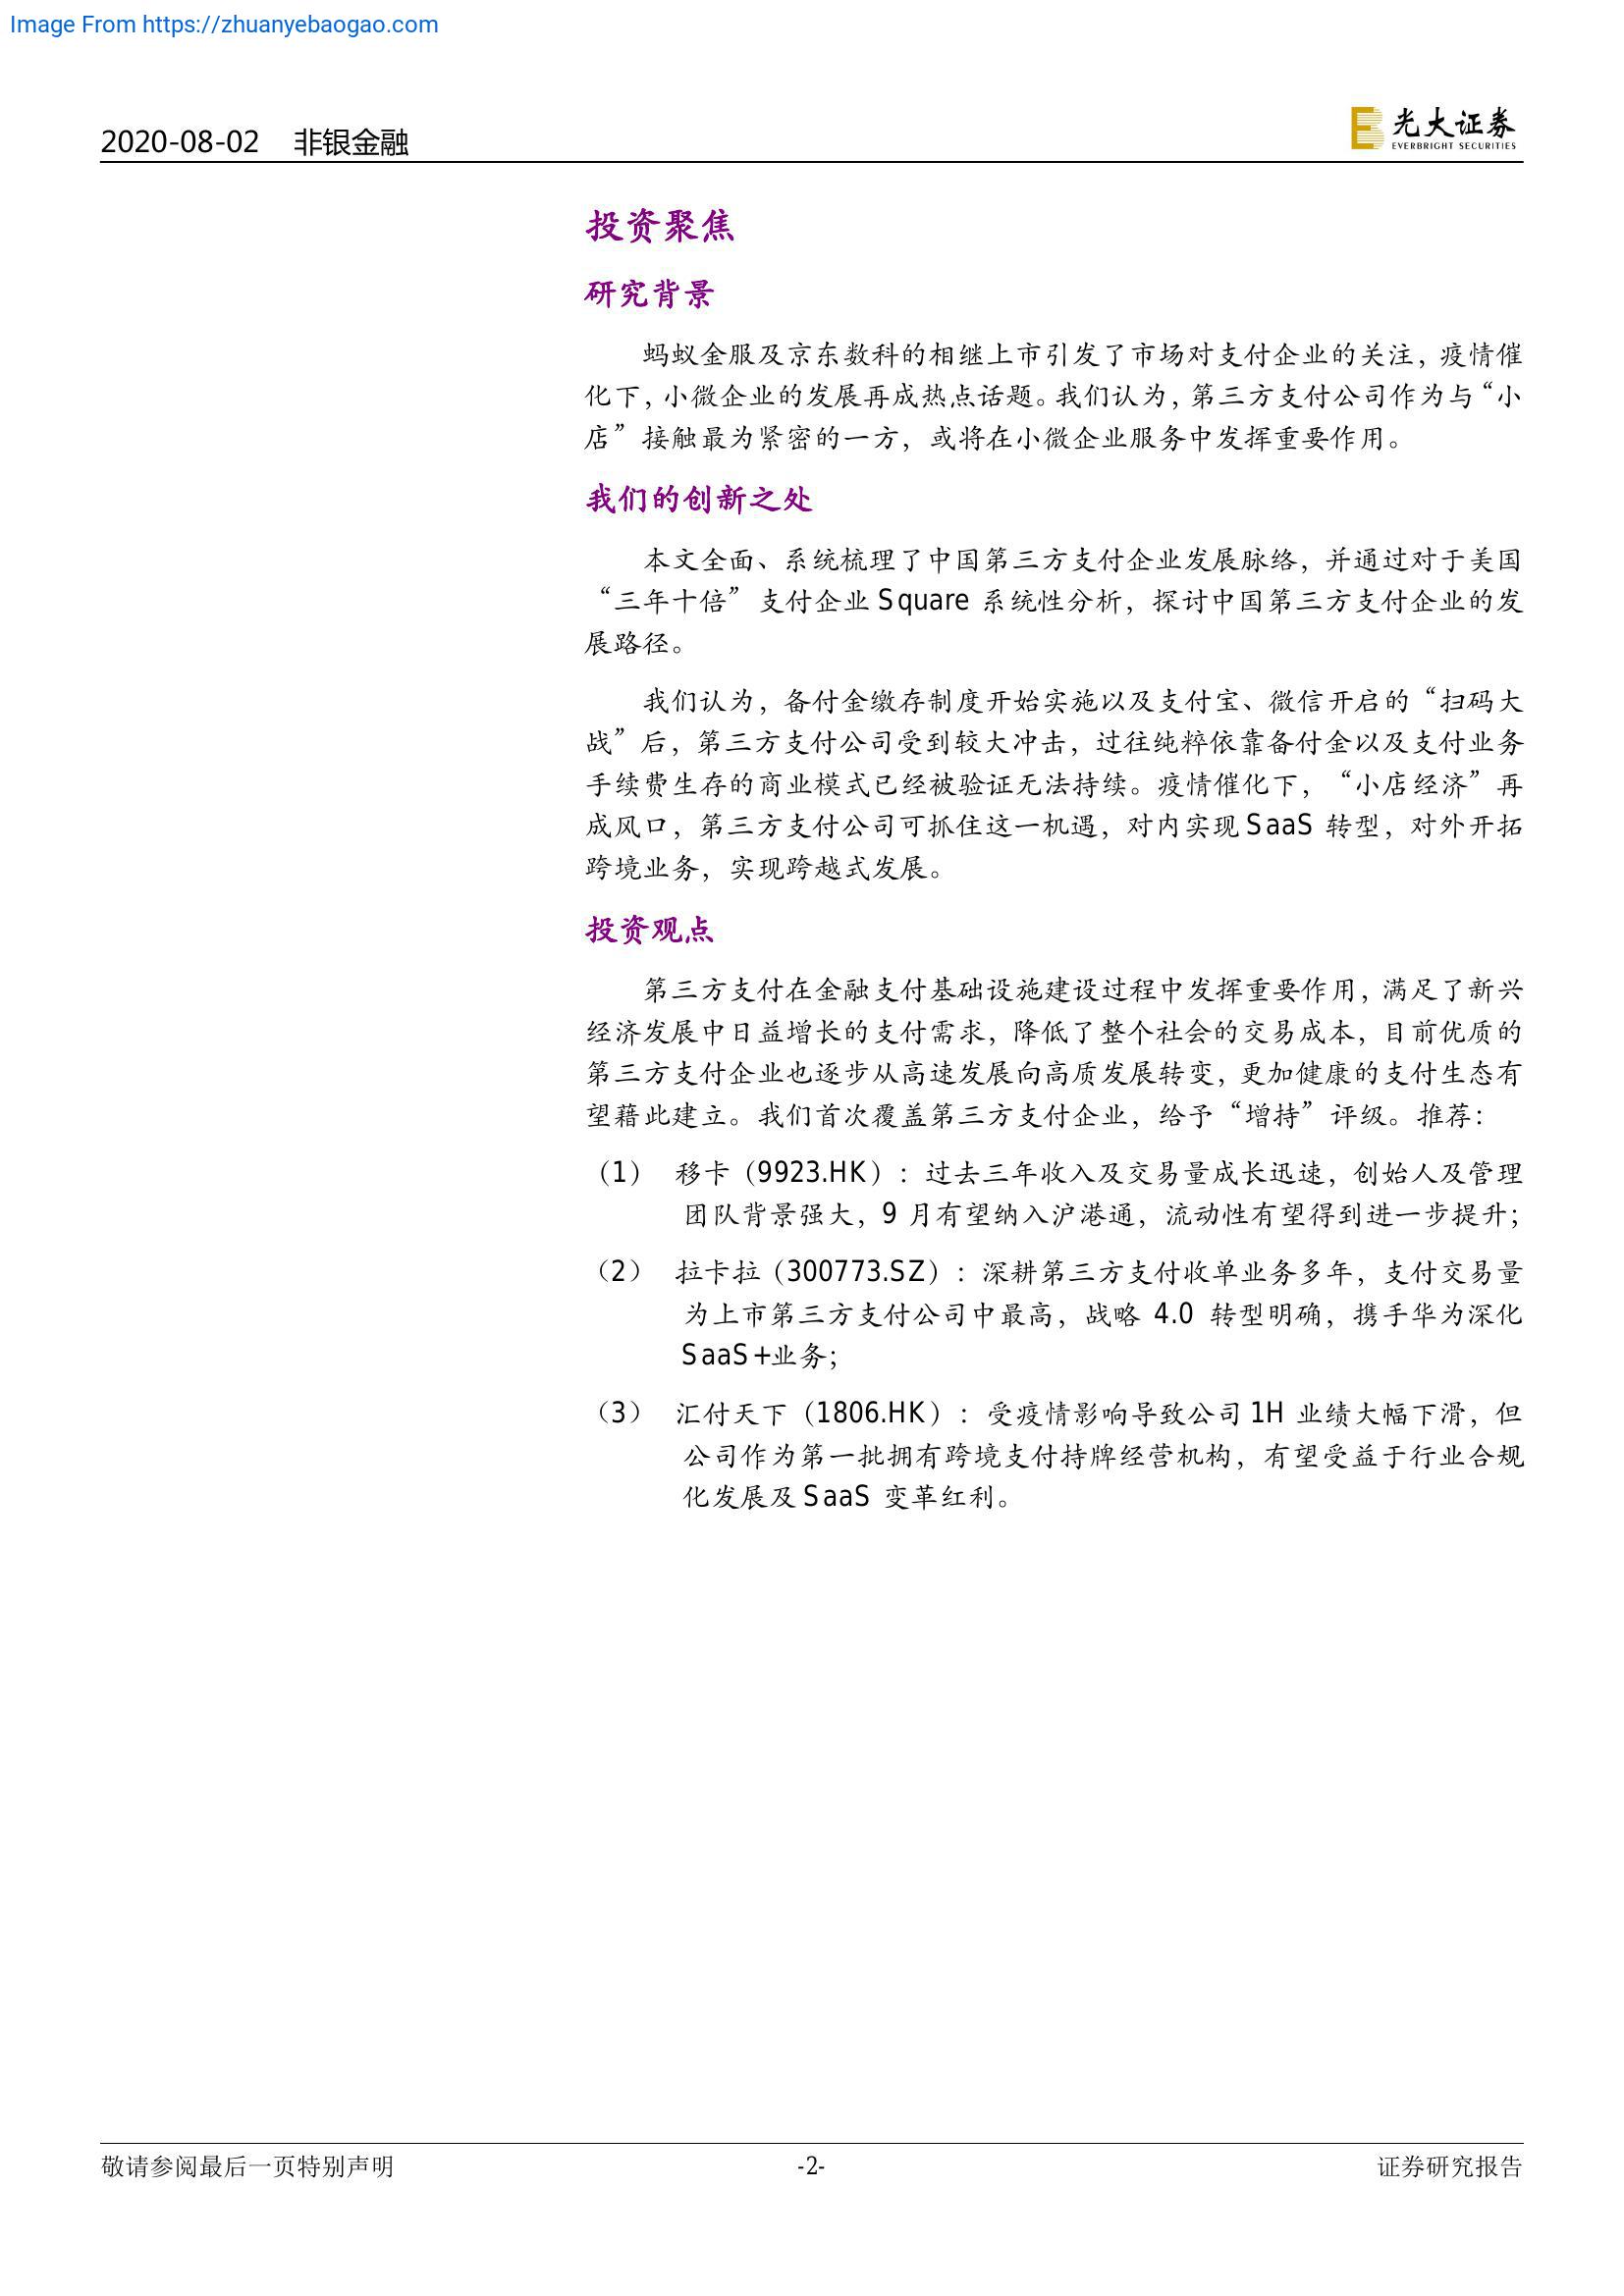 Image From https://zhuanyebaogao.com
2020-08-02 非银金融
光大证券
EVERBRIGHT SECURITIES
投资聚焦
研究背景
蚂蚁金服及京东数科的相继上市引发了市场对支付企业的关注，疫情催
化下，小微企业的发展再成热点话题。我们认为，第三方支付公司作为与“小
店”接触最为紧密的一方，或将在小微企业服务中发挥重要作用。
我们的创新之处
本文全面、系统梳理了中国第三方支付企业发展脉络，并通过对于美国
“三年十倍”支付企业 Square 系统性分析，探讨中国第三方支付企业的发
展路径。
我们认为，备付金缴存制度开始实施以及支付宝、微信开启的“扫码大
战”后，第三方支付公司受到较大冲击，过往纯粹依靠备付金以及支付业务
手续费生存的商业模式已经被验证无法持续。疫情催化下，“小店经济”再
成风口，第三方支付公司可抓住这一机遇，对内实现 SaaS 转型，对外开拓
跨境业务，实现跨越式发展。
投资观点
第三方支付在金融支付基础设施建设过程中发挥重要作用，满足了新兴
经济发展中日益增长的支付需求，降低了整个社会的交易成本，目前优质的
第三方支付企业也逐步从高速发展向高质发展转变，更加健康的支付生态有
望藉此建立。我们首次覆盖第三方支付企业，给予“增持”评级。推荐：
（1） 移卡（9923.HK）：过去三年收入及交易量成长迅速，创始人及管理
团队背景强大，9 月有望纳入沪港通，流动性有望得到进一步提升；
（2） 拉卡拉（300773.SZ）：深耕第三方支付收单业务多年，支付交易量
为上市第三方支付公司中最高，战略 4.0 转型明确，携手华为深化
SaaS+业务；
（3） 汇付天下（1806.HK）：受疫情影响导致公司 1H 业绩大幅下滑，但
公司作为第一批拥有跨境支付持牌经营机构，有望受益于行业合规
化发展及 SaaS 变革红利。
敬请参阅最后一页特别声明 -2- 证券研究报告